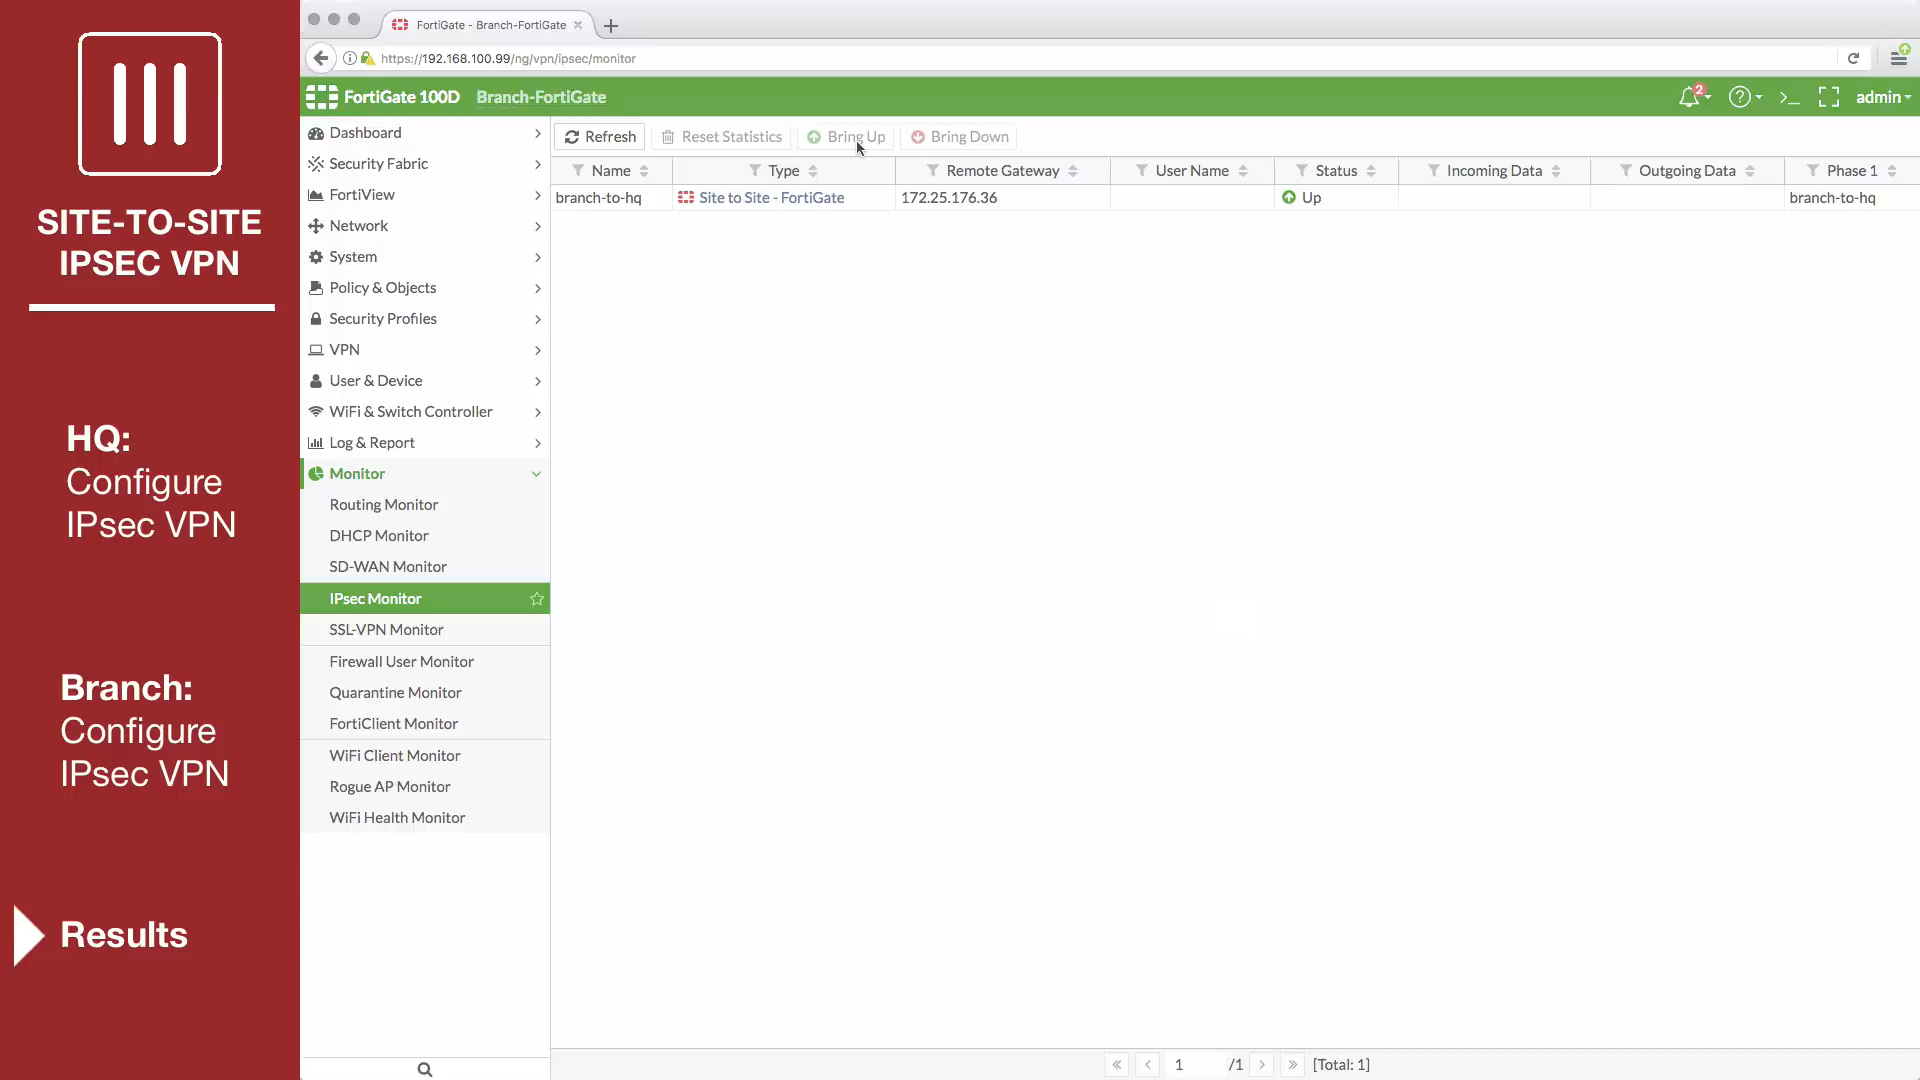 SITE-TO-SITE
IPSEC VPN
HQ:
Configure
IPsec VPN
Branch:
Configure
IPsec VPN
Results
FortiGate - Branch-FortiGate
https://192.168.100.99/ng/vpn/ipsec/monitor
FortiGate 100D Branch-FortiGate
2
admin
Dashboard
Security Fabric
FortiView
Network
System
Policy & Objects
Security Profiles
VPN
User & Device
WiFi & Switch Controller
Log & Report
Monitor
Routing Monitor
DHCP Monitor
SD-WAN Monitor
IPsec Monitor
SSL-VPN Monitor
Firewall User Monitor
Quarantine Monitor
FortiClient Monitor
WiFi Client Monitor
Rogue AP Monitor
WiFi Health Monitor
Refresh Reset Statistics Bring Up Bring Down
Name Type Remote Gateway User Name Status Incoming Data Outgoing Data Phase 1
branch-to-hq Site to Site - FortiGate 172.25.176.36 Up branch-to-hq
« ‹ 1 /1 › » [Total: 1]